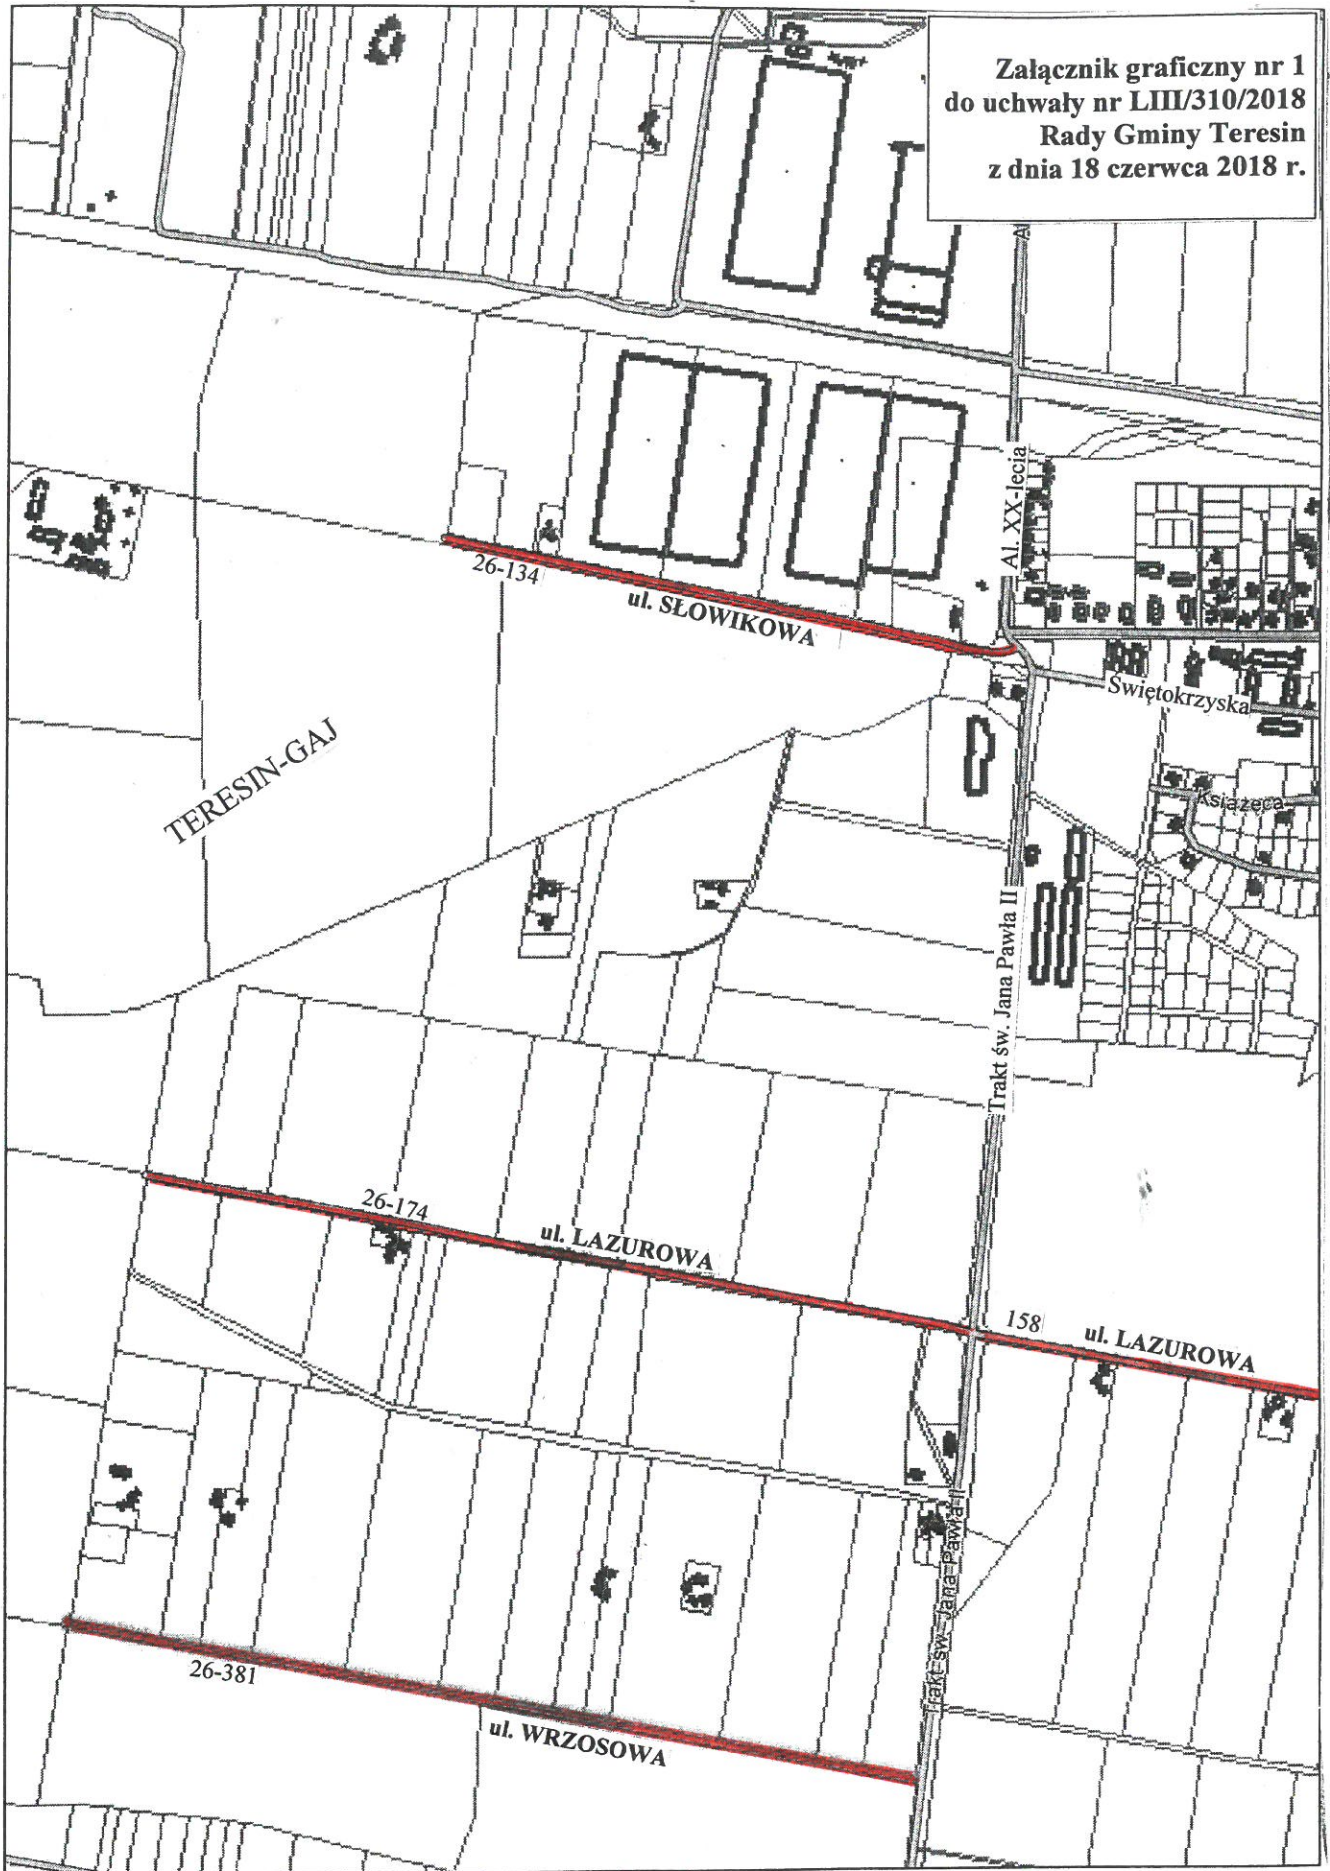 Załącznik graficzny nr 1
do uchwały nr LIII/310/2018
Rady Gminy Teresin
z dnia 18 czerwca 2018 r.
Al. XX-lecia
26-134
ul. SŁOWIKOWA
Świętokrzyska
TERESIN-GAJ
Książęca
Trakt św. Jana Pawła II
26-174
ul. LAZUROWA
158
ul. LAZUROWA
Trakt św. Jana Pawła II
26-381
ul. WRZOSOWA